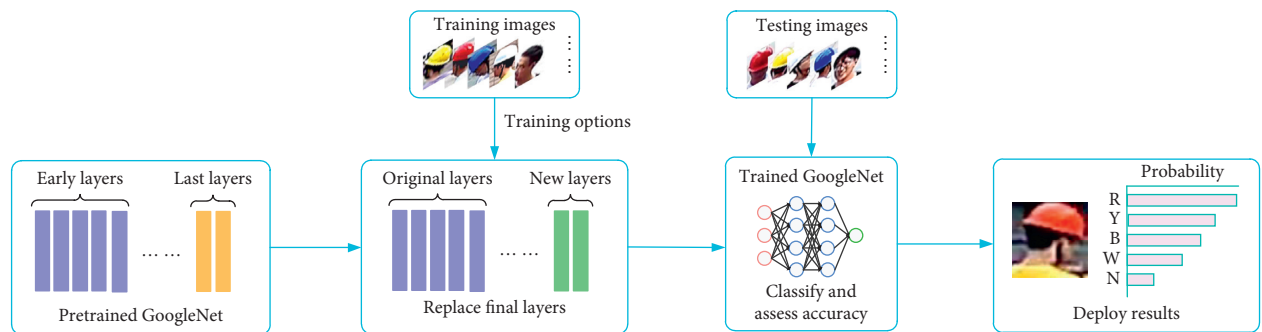 Training images
Testing images
Training options
Early layers
Last layers
... ...
Pretrained GoogleNet
Original layers
New layers
... ...
Replace final layers
Trained GoogleNet
Classify and
assess accuracy
Probability
R
Y
B
W
N
Deploy results